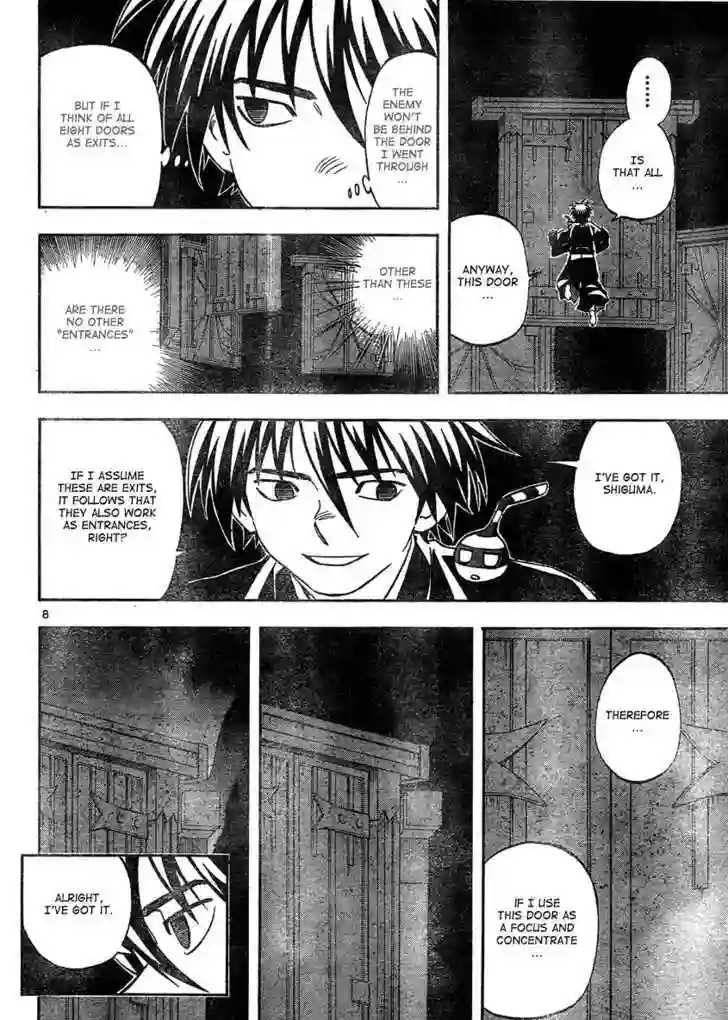 ......
IS
THAT ALL
...
ANYWAY,
THIS DOOR
...
THE
ENEMY
WON'T
BE BEHIND
THE DOOR
I WENT
THROUGH
...
BUT IF I
THINK OF ALL
EIGHT DOORS
AS EXITS...
OTHER
THAN THESE
...
ARE THERE
NO OTHER
"ENTRANCES"
...
I'VE GOT IT,
SHIGUMA.
IF I ASSUME
THESE ARE EXITS,
IT FOLLOWS THAT
THEY ALSO WORK
AS ENTRANCES,
RIGHT?
8
THEREFORE
...
IF I USE
THIS DOOR AS
A FOCUS AND
CONCENTRATE
...
ALRIGHT,
I'VE GOT IT.